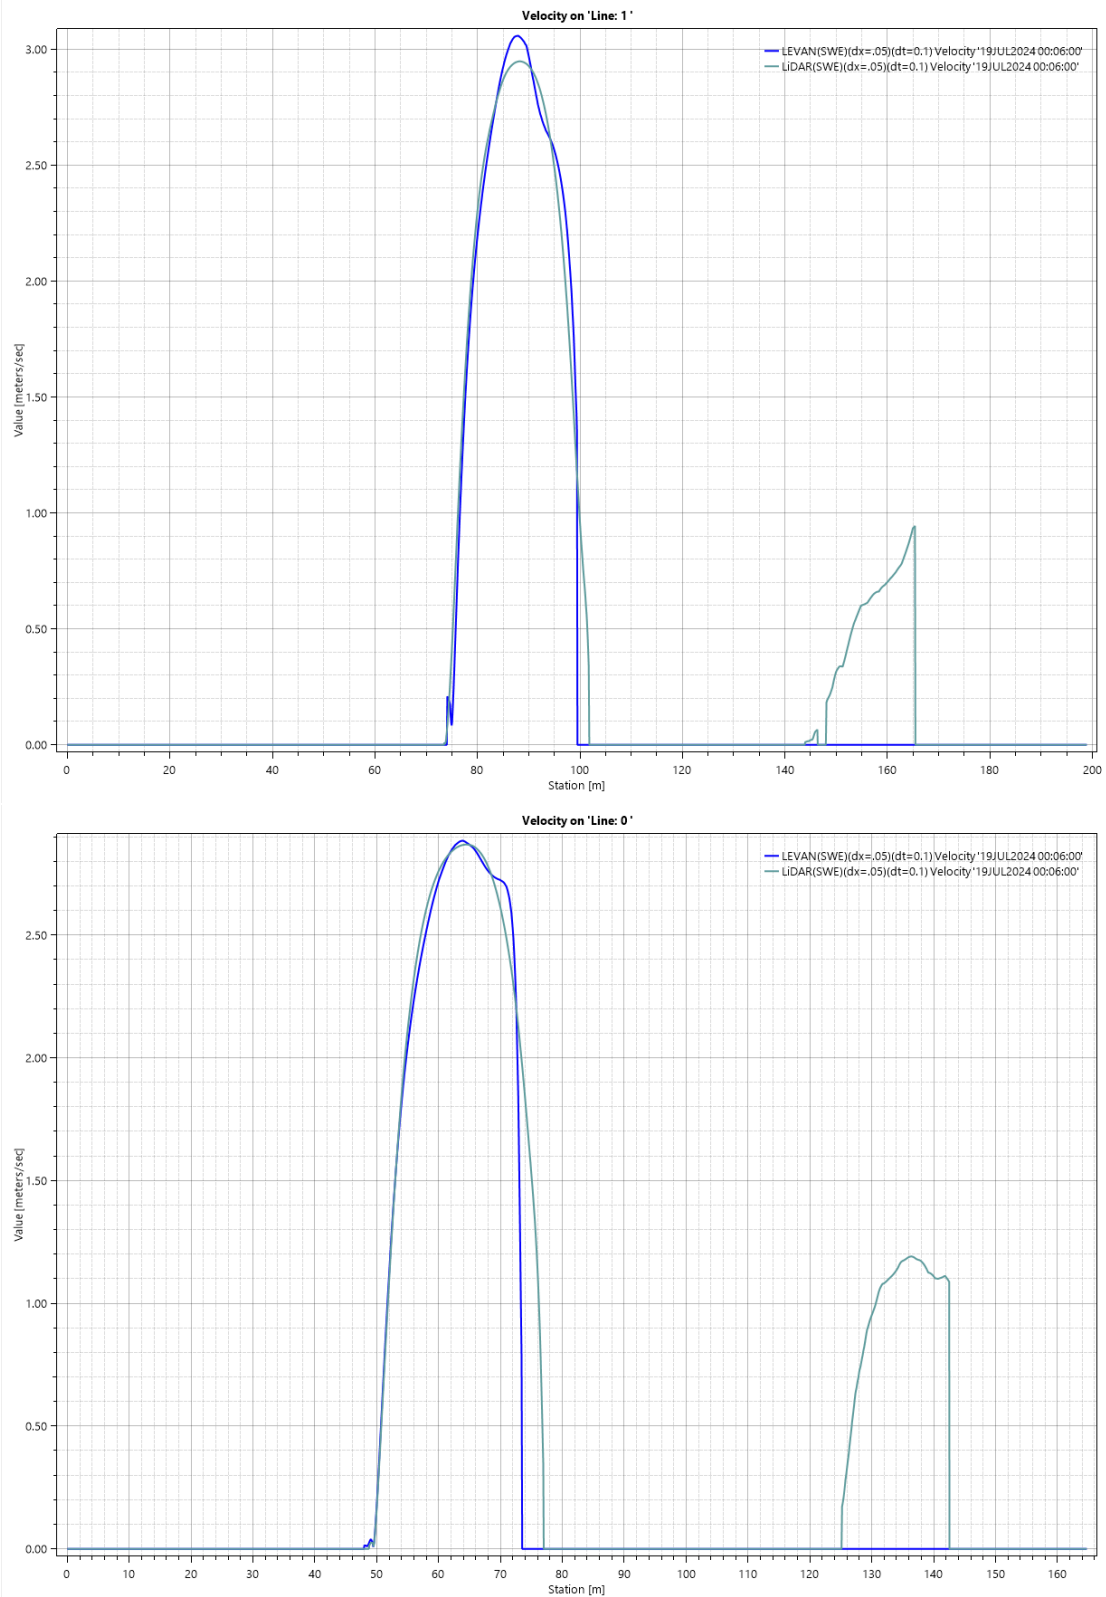 Velocity on 'Line: 1 '
LEVAN(SWE)(dx=.05)(dt=0.1) Velocity '19JUL2024 00:06:00'
LiDAR(SWE)(dx=.05)(dt=0.1) Velocity '19JUL2024 00:06:00'
3.00
2.50
2.00
1.50
1.00
0.50
0.00
Value [meters/sec]
0 20 40 60 80 100 120 140 160 180 200
Station [m]
Velocity on 'Line: 0 '
LEVAN(SWE)(dx=.05)(dt=0.1) Velocity '19JUL2024 00:06:00'
LiDAR(SWE)(dx=.05)(dt=0.1) Velocity '19JUL2024 00:06:00'
2.50
2.00
1.50
1.00
0.50
0.00
Value [meters/sec]
0 10 20 30 40 50 60 70 80 90 100 110 120 130 140 150 160
Station [m]